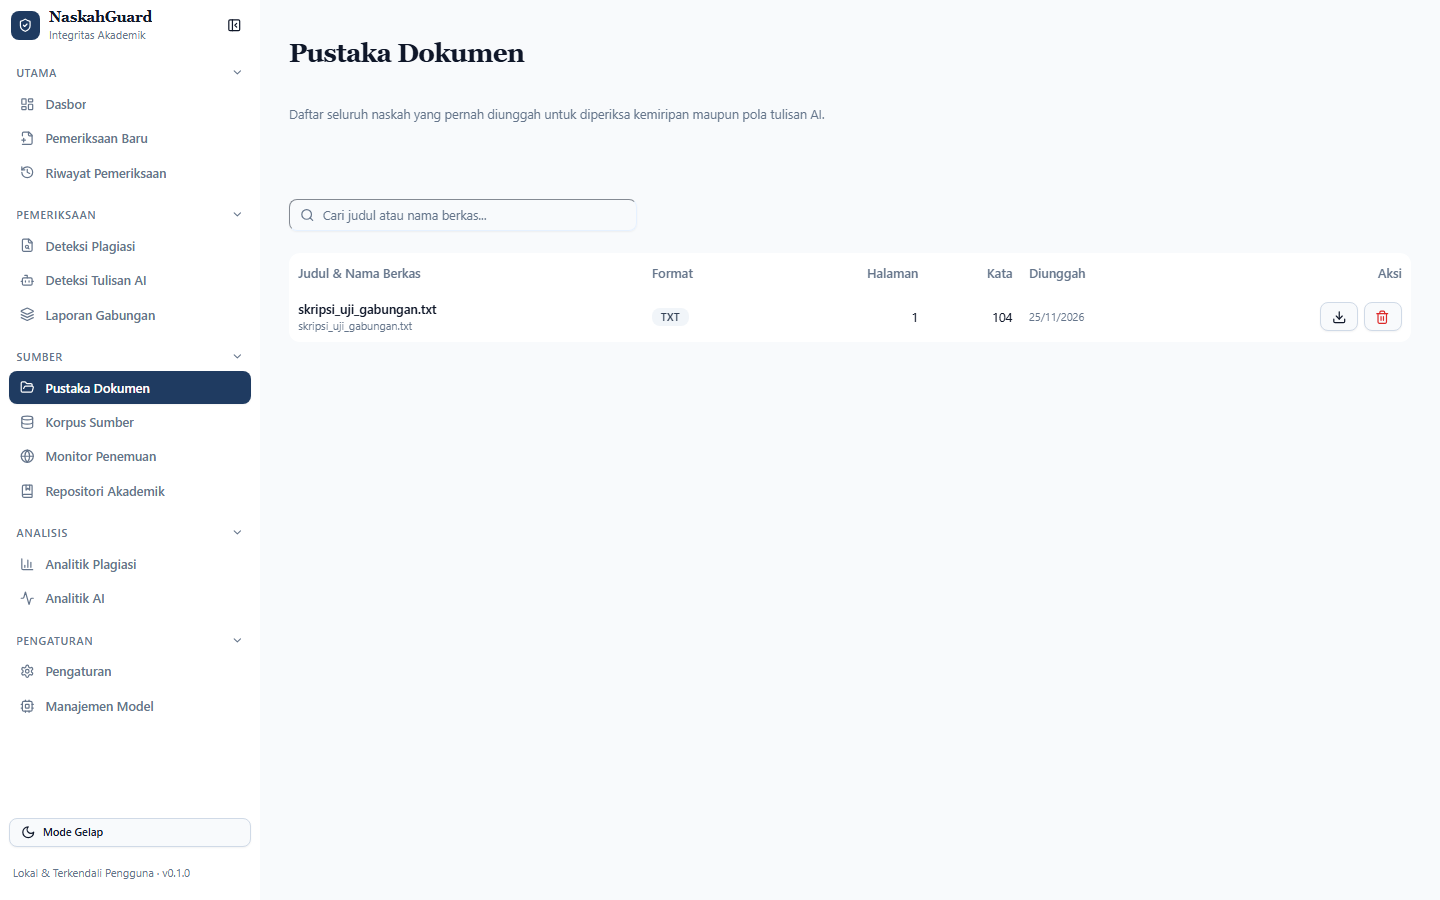 NaskahGuard
Integritas Akademik
UTAMA
Dasbor
Pemeriksaan Baru
Riwayat Pemeriksaan
PEMERIKSAAN
Deteksi Plagiasi
Deteksi Tulisan AI
Laporan Gabungan
SUMBER
Pustaka Dokumen
Korpus Sumber
Monitor Penemuan
Repositori Akademik
ANALISIS
Analitik Plagiasi
Analitik AI
PENGATURAN
Pengaturan
Manajemen Model
Mode Gelap
Lokal & Terkendali Pengguna · v0.1.0
Pustaka Dokumen
Daftar seluruh naskah yang pernah diunggah untuk diperiksa kemiripan maupun pola tulisan AI.
Cari judul atau nama berkas...
Judul & Nama Berkas Format Halaman Kata Diunggah Aksi
skripsi_uji_gabungan.txt TXT 1 104 25/11/2026
skripsi_uji_gabungan.txt